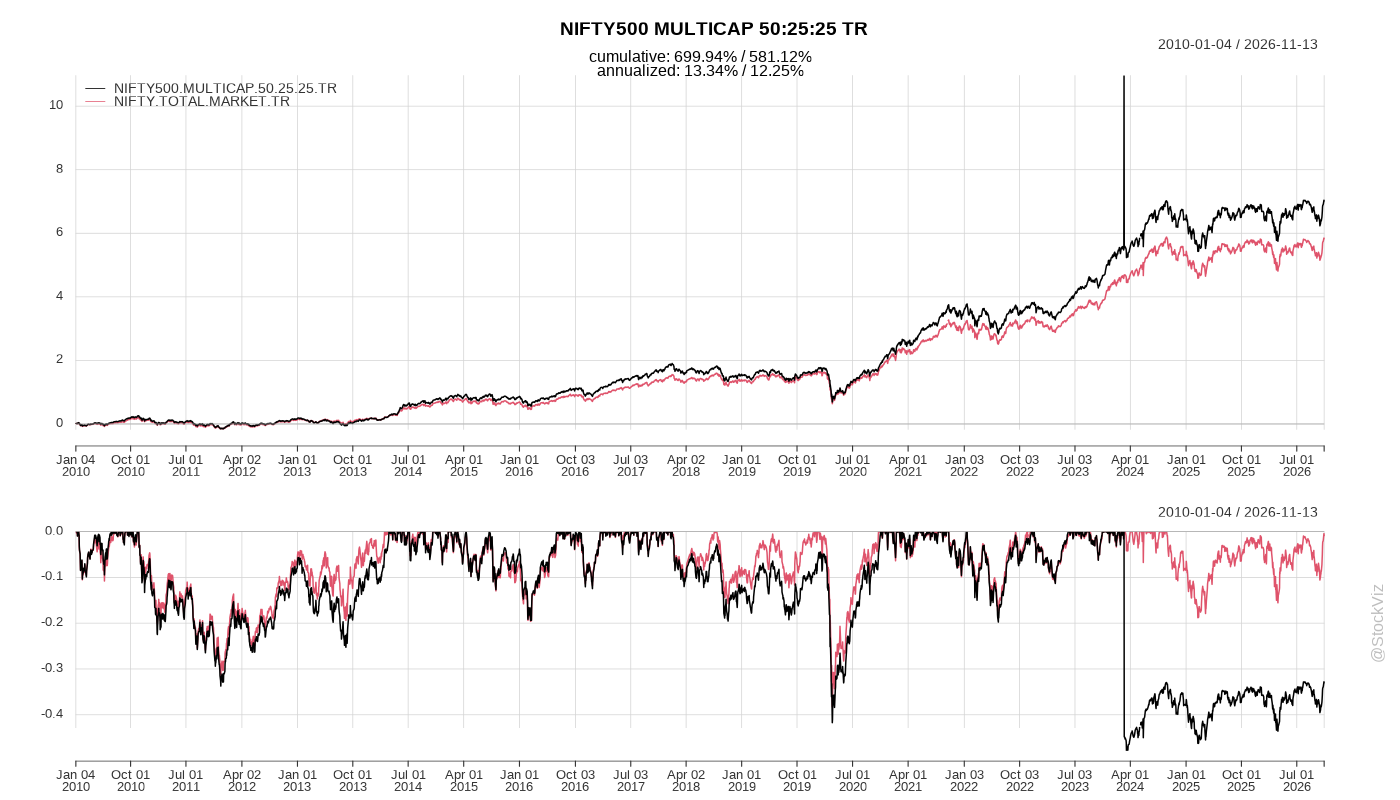 NIFTY500 MULTICAP 50:25:25 TR
cumulative: 699.94% / 581.12%
annualized: 13.34% / 12.25%
2010-01-04 / 2026-11-13
NIFTY500.MULTICAP.50.25.25.TR
NIFTY.TOTAL.MARKET.TR
10
8
6
4
2
0
Jan 04 Oct 01 Jul 01 Apr 02 Jan 01 Oct 01 Jul 01 Apr 01 Jan 01 Oct 03 Jul 03 Apr 02 Jan 01 Oct 01 Jul 01 Apr 01 Jan 03 Oct 03 Jul 03 Apr 01 Jan 01 Oct 01 Jul 01
2010 2010 2011 2012 2013 2013 2014 2015 2016 2016 2017 2018 2019 2019 2020 2021 2022 2022 2023 2024 2025 2025 2026
2010-01-04 / 2026-11-13
0.0
-0.1
-0.2
-0.3
-0.4
Jan 04 Oct 01 Jul 01 Apr 02 Jan 01 Oct 01 Jul 01 Apr 01 Jan 01 Oct 03 Jul 03 Apr 02 Jan 01 Oct 01 Jul 01 Apr 01 Jan 03 Oct 03 Jul 03 Apr 01 Jan 01 Oct 01 Jul 01
2010 2010 2011 2012 2013 2013 2014 2015 2016 2016 2017 2018 2019 2019 2020 2021 2022 2022 2023 2024 2025 2025 2026
@StockViz